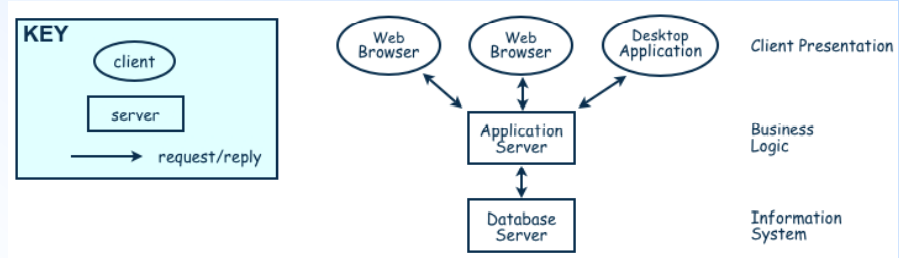 KEY
client
server
request/reply
Web
Browser
Web
Browser
Desktop
Application
Client Presentation
Application
Server
Business
Logic
Database
Server
Information
System